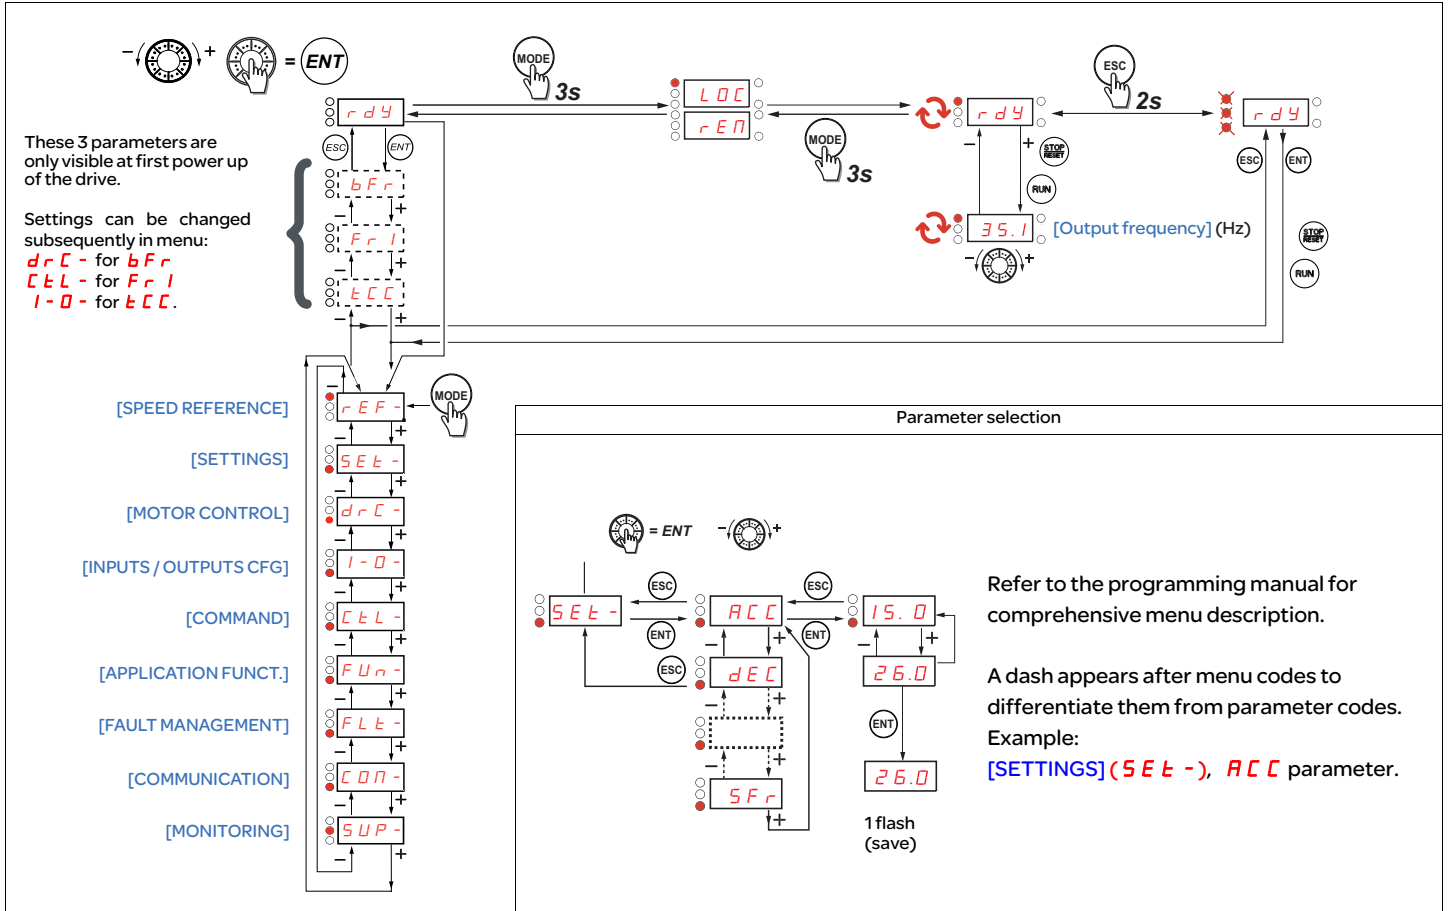 - + = ENT
MODE
3s
ESC
2s
rdY
LOC
rEM
rdY
rdY
MODE
3s
These 3 parameters are
only visible at first power up
of the drive.
Settings can be changed
subsequently in menu:
drC - for bFr
CtL - for Fr1
I-O- for tCC.
ESC ENT
bFr
- +
Fr1
- +
tCC
- +
- + STOP RESET
RUN
35.1 [Output frequency] (Hz)
- +
ESC ENT
STOP RESET
RUN
-
[SPEED REFERENCE] rEF- MODE
- +
[SETTINGS] SEt-
- +
[MOTOR CONTROL] drC-
- +
[INPUTS / OUTPUTS CFG] I-O-
- +
[COMMAND] CtL-
- +
[APPLICATION FUNCT.] FUn-
- +
[FAULT MANAGEMENT] FLt-
- +
[COMMUNICATION] COM-
- +
[MONITORING] SUP-
- +
Parameter selection
= ENT - +
ESC ESC
SEt- ACC 15.0
ENT - + ENT - +
ESC dEC 26.0
- +
ENT
- +
SFr 26.0
+
1 flash
(save)
Refer to the programming manual for
comprehensive menu description.
A dash appears after menu codes to
differentiate them from parameter codes.
Example:
[SETTINGS] (SEt -), ACC parameter.